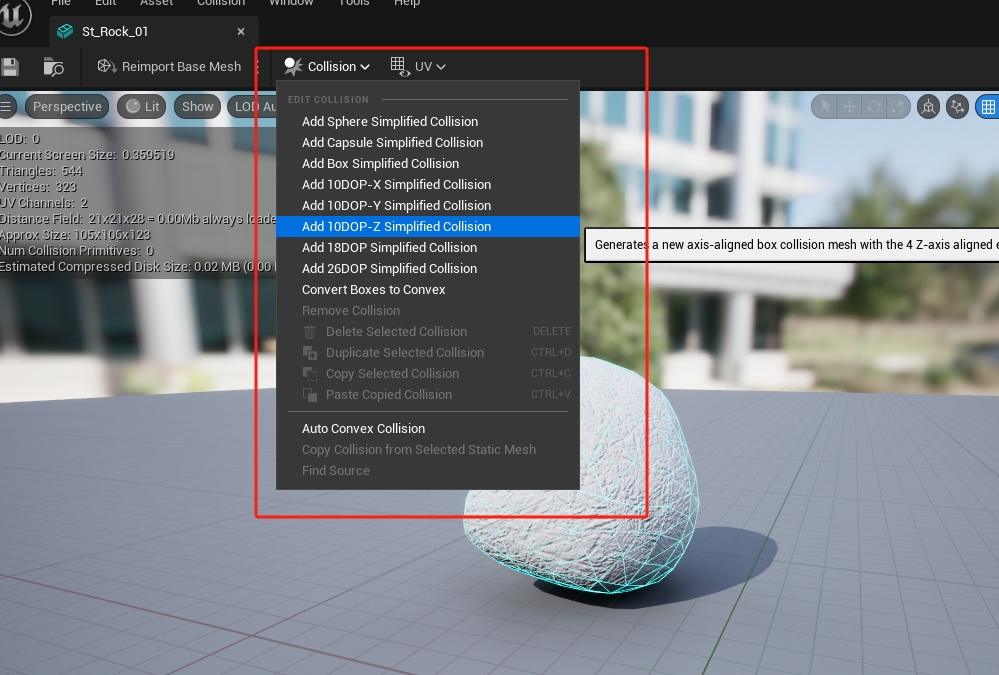 File Edit Asset Collision Window Tools Help
St_Rock_01
Reimport Base Mesh
Collision
UV
Perspective
Lit
Show
LOD Au
LOD: 0
Current Screen Size: 0.359519
Triangles: 544
Vertices: 323
UV Channels: 2
Distance Field: 21x21x28 = 0.00Mb always loade
Approx Size: 105x106x123
Num Collision Primitives: 0
Estimated Compressed Disk Size: 0.02 MB (0.00
EDIT COLLISION
Add Sphere Simplified Collision
Add Capsule Simplified Collision
Add Box Simplified Collision
Add 10DOP-X Simplified Collision
Add 10DOP-Y Simplified Collision
Add 10DOP-Z Simplified Collision
Add 18DOP Simplified Collision
Add 26DOP Simplified Collision
Convert Boxes to Convex
Remove Collision
Delete Selected Collision DELETE
Duplicate Selected Collision CTRL+D
Copy Selected Collision CTRL+C
Paste Copied Collision CTRL+V
Auto Convex Collision
Copy Collision from Selected Static Mesh
Find Source
Generates a new axis-aligned box collision mesh with the 4 Z-axis aligned e